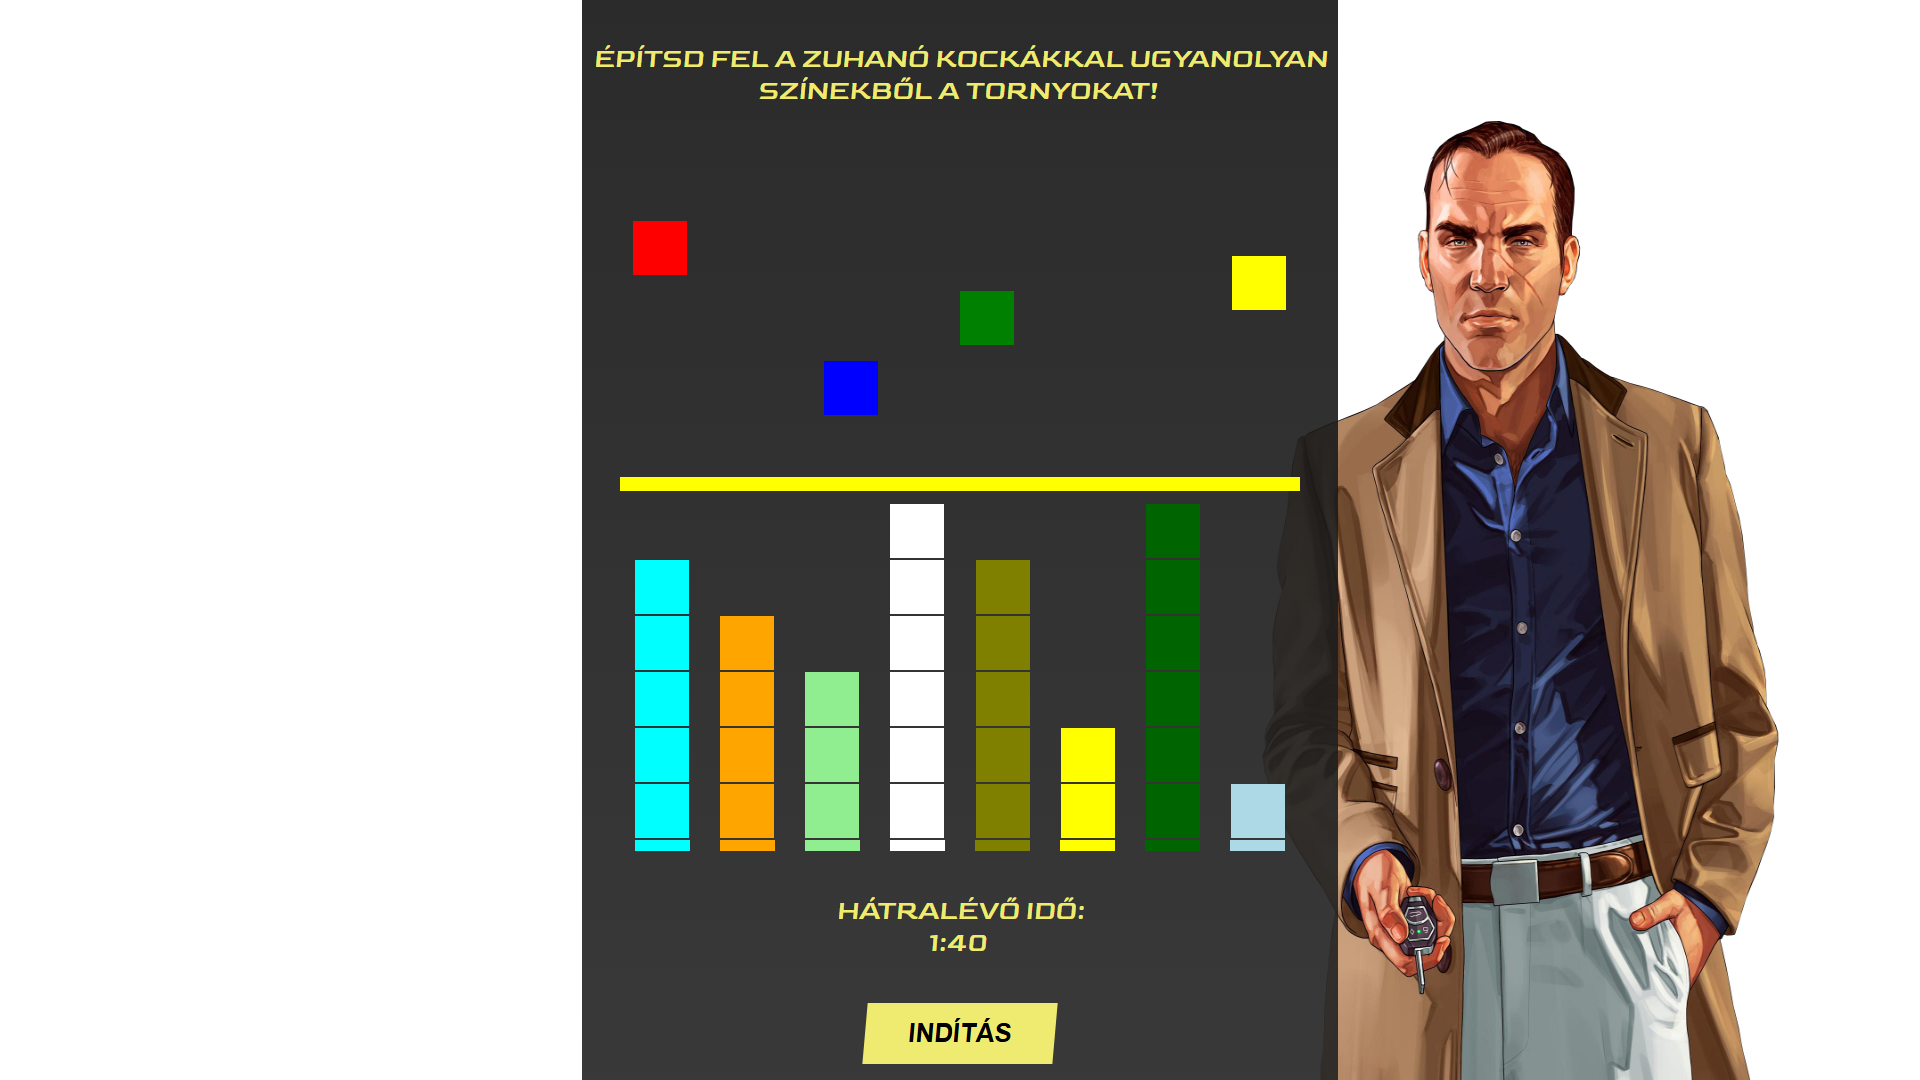 ÉPÍTSD FEL A ZUHANÓ KOCKÁKKAL UGYANOLYAN
SZÍNEKBŐL A TORNYOKAT!
HÁTRALÉVŐ IDŐ:
1:40
INDÍTÁS